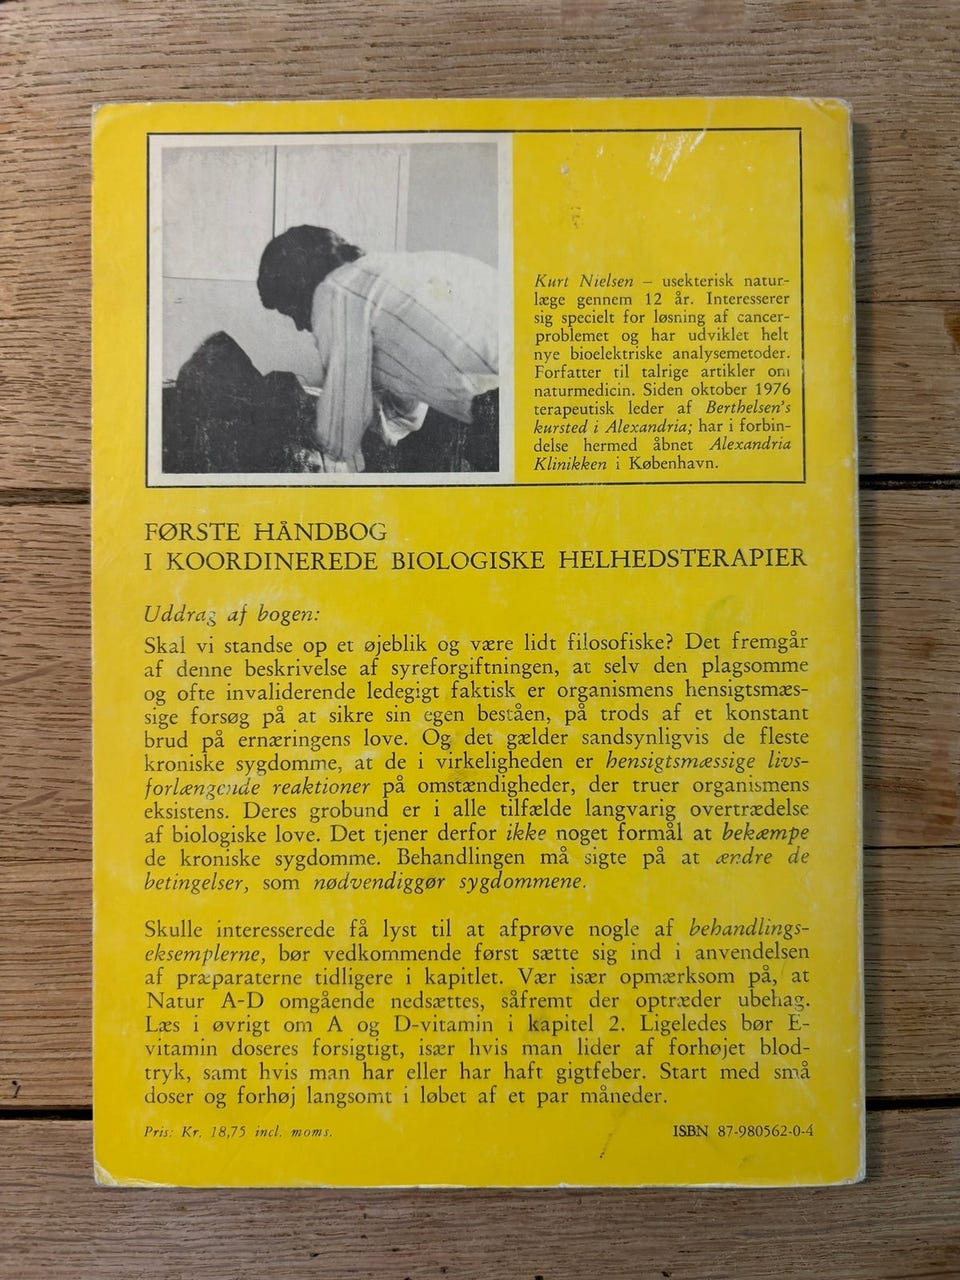 Kurt Nielsen – usekterisk natur-
læge gennem 12 år. Interesserer
sig specielt for løsning af cancer-
problemet og har udviklet helt
nye bioelektriske analysemetoder.
Forfatter til talrige artikler om
naturmedicin. Siden oktober 1976
terapeutisk leder af Berthelsen's
kursted i Alexandria; har i forbin-
delse hermed åbnet Alexandria
Klinikken i København.
FØRSTE HÅNDBOG
I KOORDINEREDE BIOLOGISKE HELHEDSTERAPIER
Uddrag af bogen:
Skal vi standse op et øjeblik og være lidt filosofiske? Det fremgår
af denne beskrivelse af syreforgiftningen, at selv den plagsomme
og ofte invaliderende ledegigt faktisk er organismens hensigtsmæs-
sige forsøg på at sikre sin egen beståen, på trods af et konstant
brud på ernæringens love. Og det gælder sandsynligvis de fleste
kroniske sygdomme, at de i virkeligheden er hensigtsmæssige livs-
forlængende reaktioner på omstændigheder, der truer organismens
eksistens. Deres grobund er i alle tilfælde langvarig overtrædelse
af biologiske love. Det tjener derfor ikke noget formål at bekæmpe
de kroniske sygdomme. Behandlingen må sigte på at ændre de
betingelser, som nødvendiggør sygdommene.
Skulle interesserede få lyst til at afprøve nogle af behandlings-
eksemplerne, bør vedkommende først sætte sig ind i anvendelsen
af præparaterne tidligere i kapitlet. Vær især opmærksom på, at
Natur A-D omgående nedsættes, såfremt der optræder ubehag.
Læs i øvrigt om A og D-vitamin i kapitel 2. Ligeledes bør E-
vitamin doseres forsigtigt, især hvis man lider af forhøjet blod-
tryk, samt hvis man har eller har haft gigtfeber. Start med små
doser og forhøj langsomt i løbet af et par måneder.
Pris: Kr. 18,75 incl. moms.
ISBN 87-980562-0-4